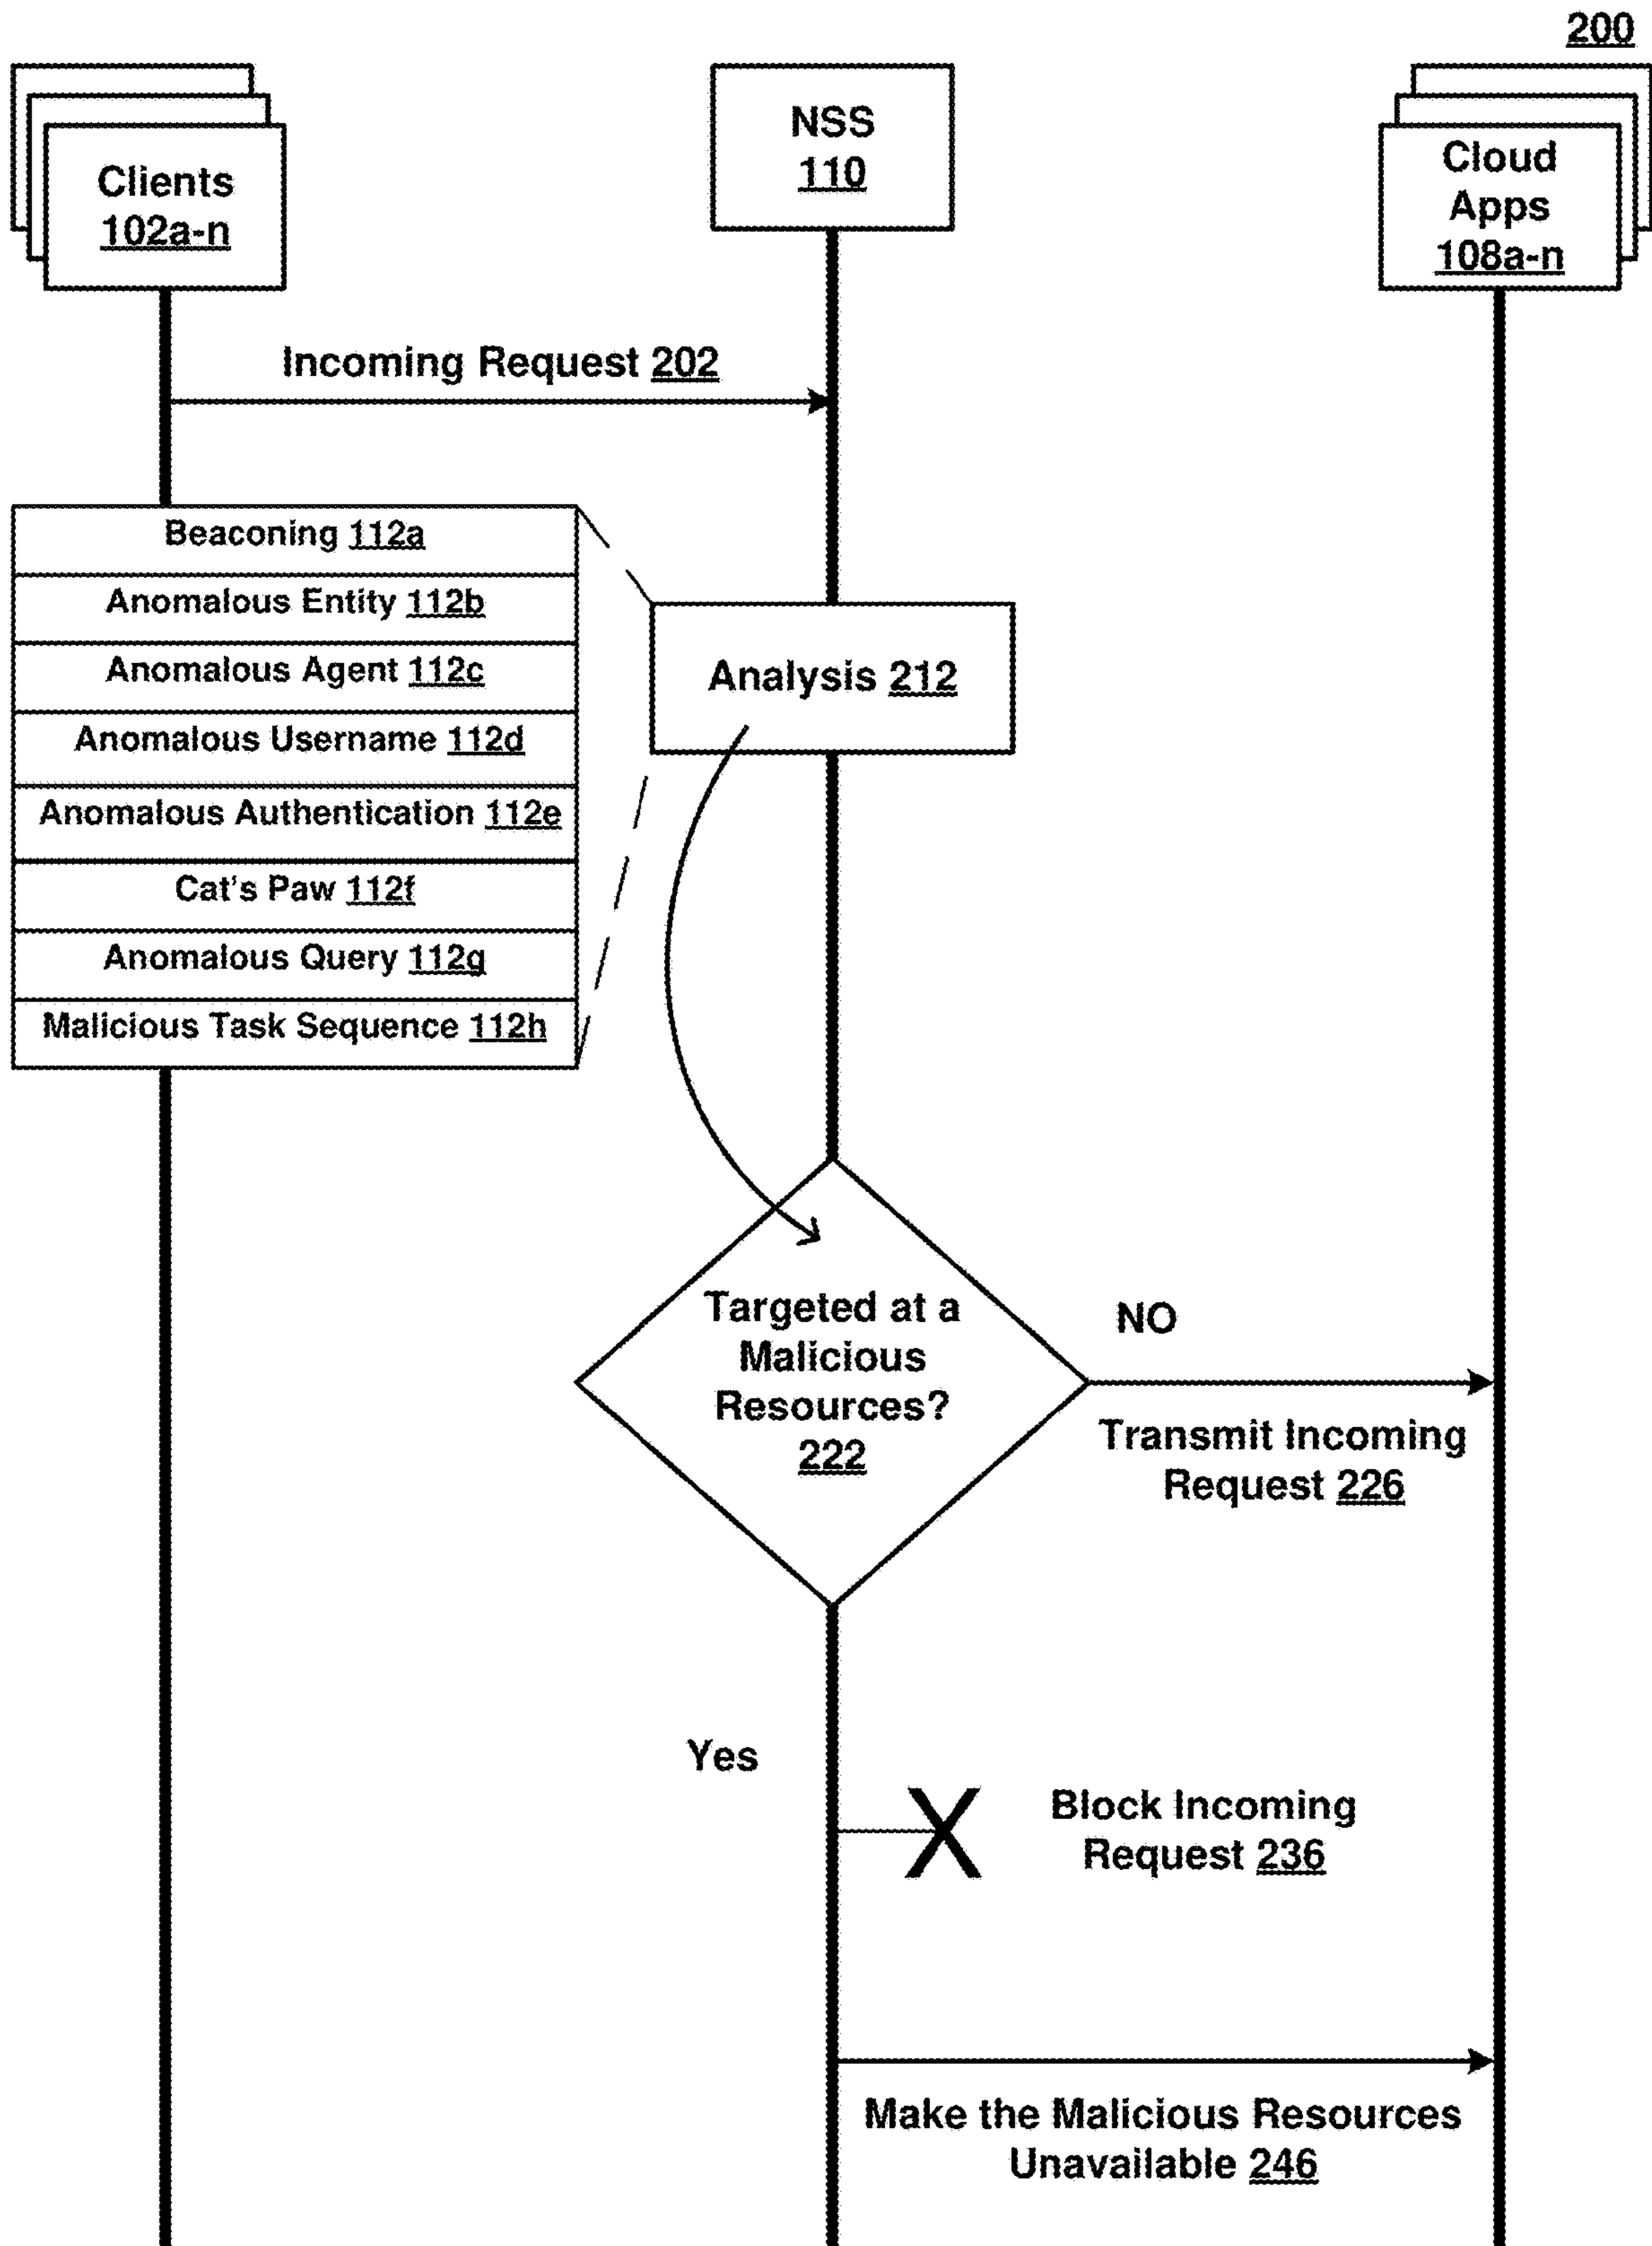 200
Clients
102a-n
NSS
110
Cloud
Apps
108a-n
Incoming Request 202
Beaconing 112a
Anomalous Entity 112b
Anomalous Agent 112c
Anomalous Username 112d
Anomalous Authentication 112e
Cat's Paw 112f
Anomalous Query 112g
Malicious Task Sequence 112h
Analysis 212
Targeted at a
Malicious
Resources?
222
NO
Transmit Incoming
Request 226
Yes
X
Block Incoming
Request 236
Make the Malicious Resources
Unavailable 246